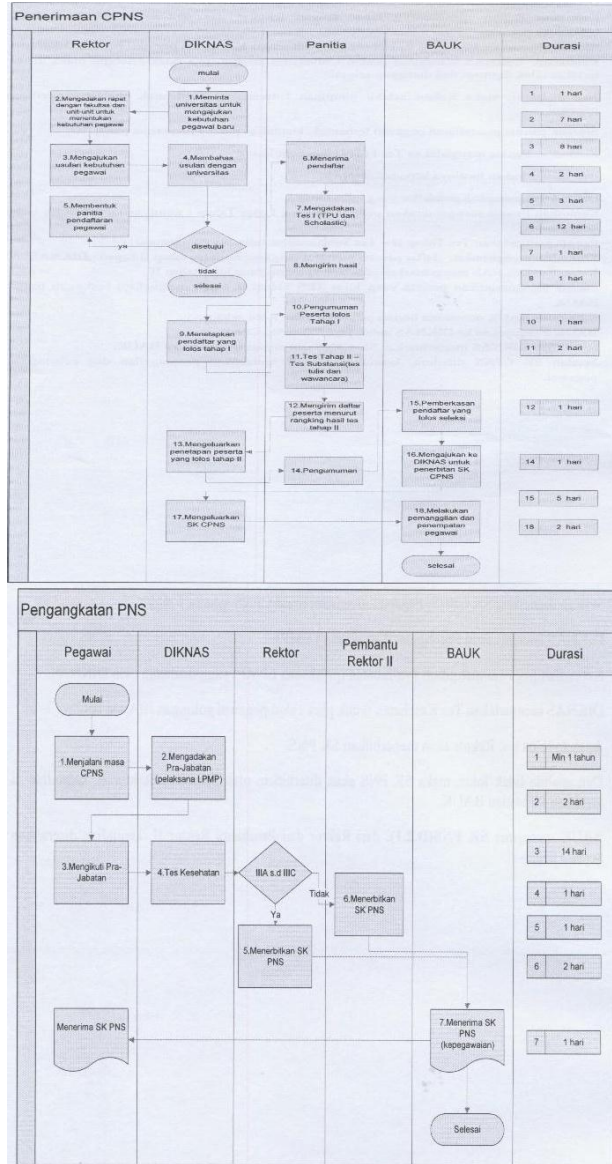 Penerimaan CPNS
Rektor
DIKNAS
Panitia
BAUK
Durasi
mulai
1.Meminta
universitas untuk
mengajukan
kebutuhan
pegawai baru
2.Mengadakan rapat
dengan fakultas dan
unit-unit untuk
menentukan
kebutuhan pegawai
3.Mengajukan
usulan kebutuhan
pegawai
4.Membahas
usulan dengan
universitas
5.Membentuk
panitia
pendaftaran
pegawai
ya
disetujui
tidak
selesai
6.Menerima
pendaftar
7.Mengadakan
Tes I (TPU dan
Scholastic)
8.Mengirim hasil
9.Menetapkan
pendaftar yang
lolos tahap I
10.Pengumuman
Peserta lolos
Tahap I
11.Tes Tahap II –
Tes Substansi(tes
tulis dan
wawancara)
12.Mengirim daftar
peserta menurut
rangking hasil tes
tahap II
13.Mengeluarkan
penetapan peserta
yang lolos tahap II
14.Pengumuman
15.Pemberkasan
pendaftar yang
lolos seleksi
16.Mengajukan ke
DIKNAS untuk
penerbitan SK
CPNS
17.Mengeluarkan
SK CPNS
18.Melakukan
pemanggilan dan
penempatan
pegawai
selesai
1 1 hari
2 7 hari
3 8 hari
4 2 hari
5 3 hari
6 12 hari
7 1 hari
8 1 hari
10 1 hari
11 2 hari
12 1 hari
14 1 hari
15 5 hari
18 2 hari
Pengangkatan PNS
Pegawai
DIKNAS
Rektor
Pembantu
Rektor II
BAUK
Durasi
Mulai
1.Menjalani masa
CPNS
2.Mengadakan
Pra-Jabatan
(pelaksana LPMP)
3.Mengikuti Pra-
Jabatan
4.Tes Kesehatan
IIIA s.d IIIC
Tidak
Ya
5.Menerbitkan SK
PNS
6.Menerbitkan
SK PNS
7.Menerima SK
PNS
(kepegawaian)
Menerima SK PNS
Selesai
1 Min 1 tahun
2 2 hari
3 14 hari
4 1 hari
5 1 hari
6 2 hari
7 1 hari